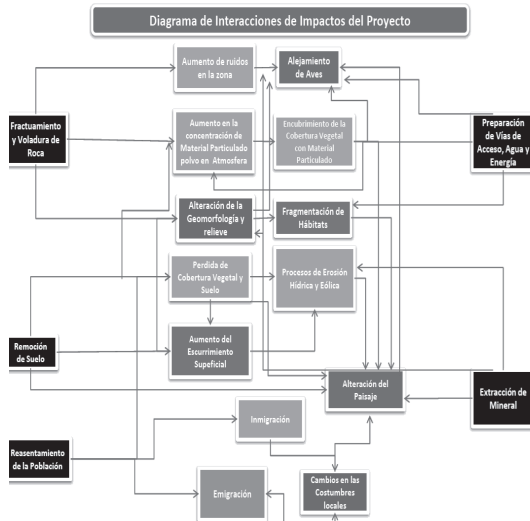 Diagrama de Interacciones de Impactos del Proyecto
Aumento de ruidos
en la zona
Alejamiento
de Aves
Fractuamiento
y Voladura de
Roca
Aumento en la
concentración de
Material Particulado
polvo en Atmosfera
Encubrimiento de la
Cobertura Vegetal
con Material
Particulado
Preparación
de Vías de
Acceso, Agua y
Energía
Alteración de la
Geomorfología y
relieve
Fragmentación de
Hábitats
Perdida de
Cobertura Vegetal y
Suelo
Procesos de Erosión
Hídrica y Eólica
Remoción
de Suelo
Aumento del
Escurrimiento
Supeficial
Alteración del
Paisaje
Extracción de
Mineral
Inmigración
Reasentamiento
de la Población
Emigración
Cambios en las
Costumbres
locales